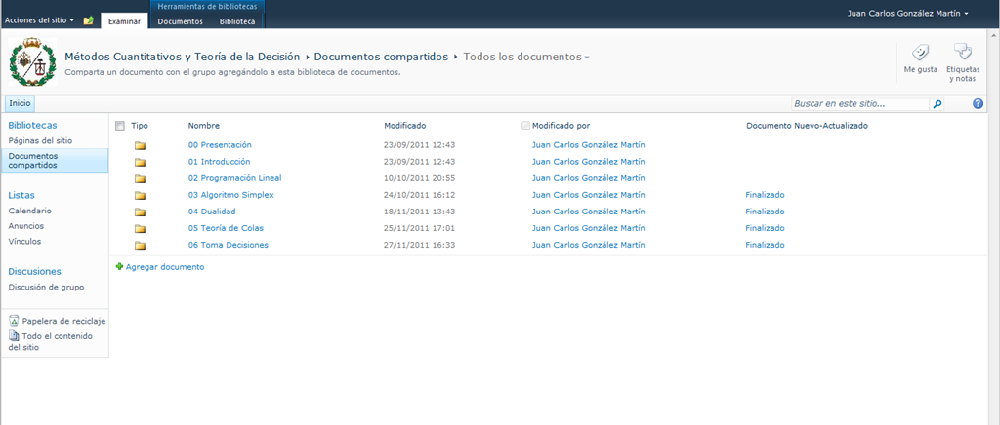 Herramientas de bibliotecas
Acciones del sitio
Examinar
Documentos
Biblioteca
Juan Carlos González Martín
Métodos Cuantitativos y Teoría de la Decisión
Documentos compartidos
Todos los documentos
Comparta un documento con el grupo agregándolo a esta biblioteca de documentos.
Me gusta
Etiquetas
y notas
Inicio
Buscar en este sitio...
Bibliotecas
Páginas del sitio
Documentos
compartidos
Listas
Calendario
Anuncios
Vínculos
Discusiones
Discusión de grupo
Papelera de reciclaje
Todo el contenido
del sitio
Tipo Nombre Modificado Modificado por Documento Nuevo-Actualizado
00 Presentación 23/09/2011 12:43 Juan Carlos González Martín
01 Introducción 23/09/2011 12:43 Juan Carlos González Martín
02 Programación Lineal 10/10/2011 20:55 Juan Carlos González Martín
03 Algoritmo Simplex 24/10/2011 16:12 Juan Carlos González Martín Finalizado
04 Dualidad 18/11/2011 13:43 Juan Carlos González Martín Finalizado
05 Teoría de Colas 25/11/2011 17:01 Juan Carlos González Martín Finalizado
06 Toma Decisiones 27/11/2011 16:33 Juan Carlos González Martín Finalizado
Agregar documento